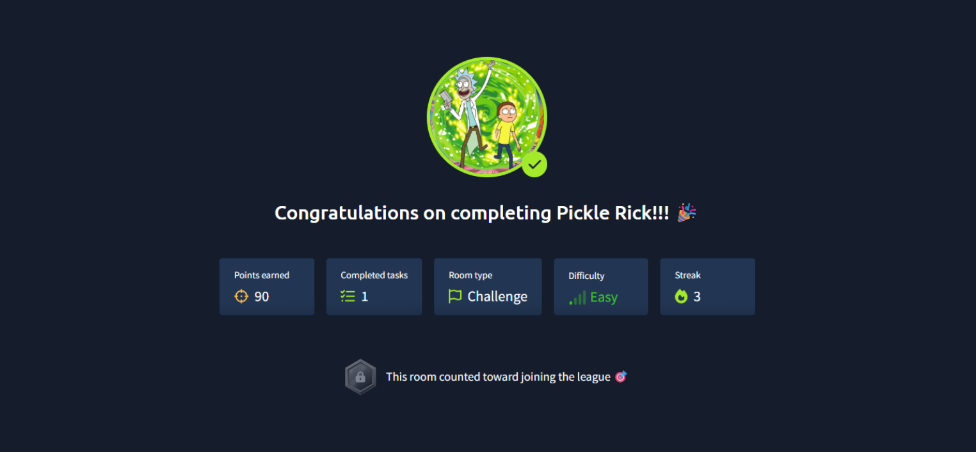 Congratulations on completing Pickle Rick!!! 🎉
Points earned
90
Completed tasks
1
Room type
Challenge
Difficulty
Easy
Streak
3
This room counted toward joining the league 🎯